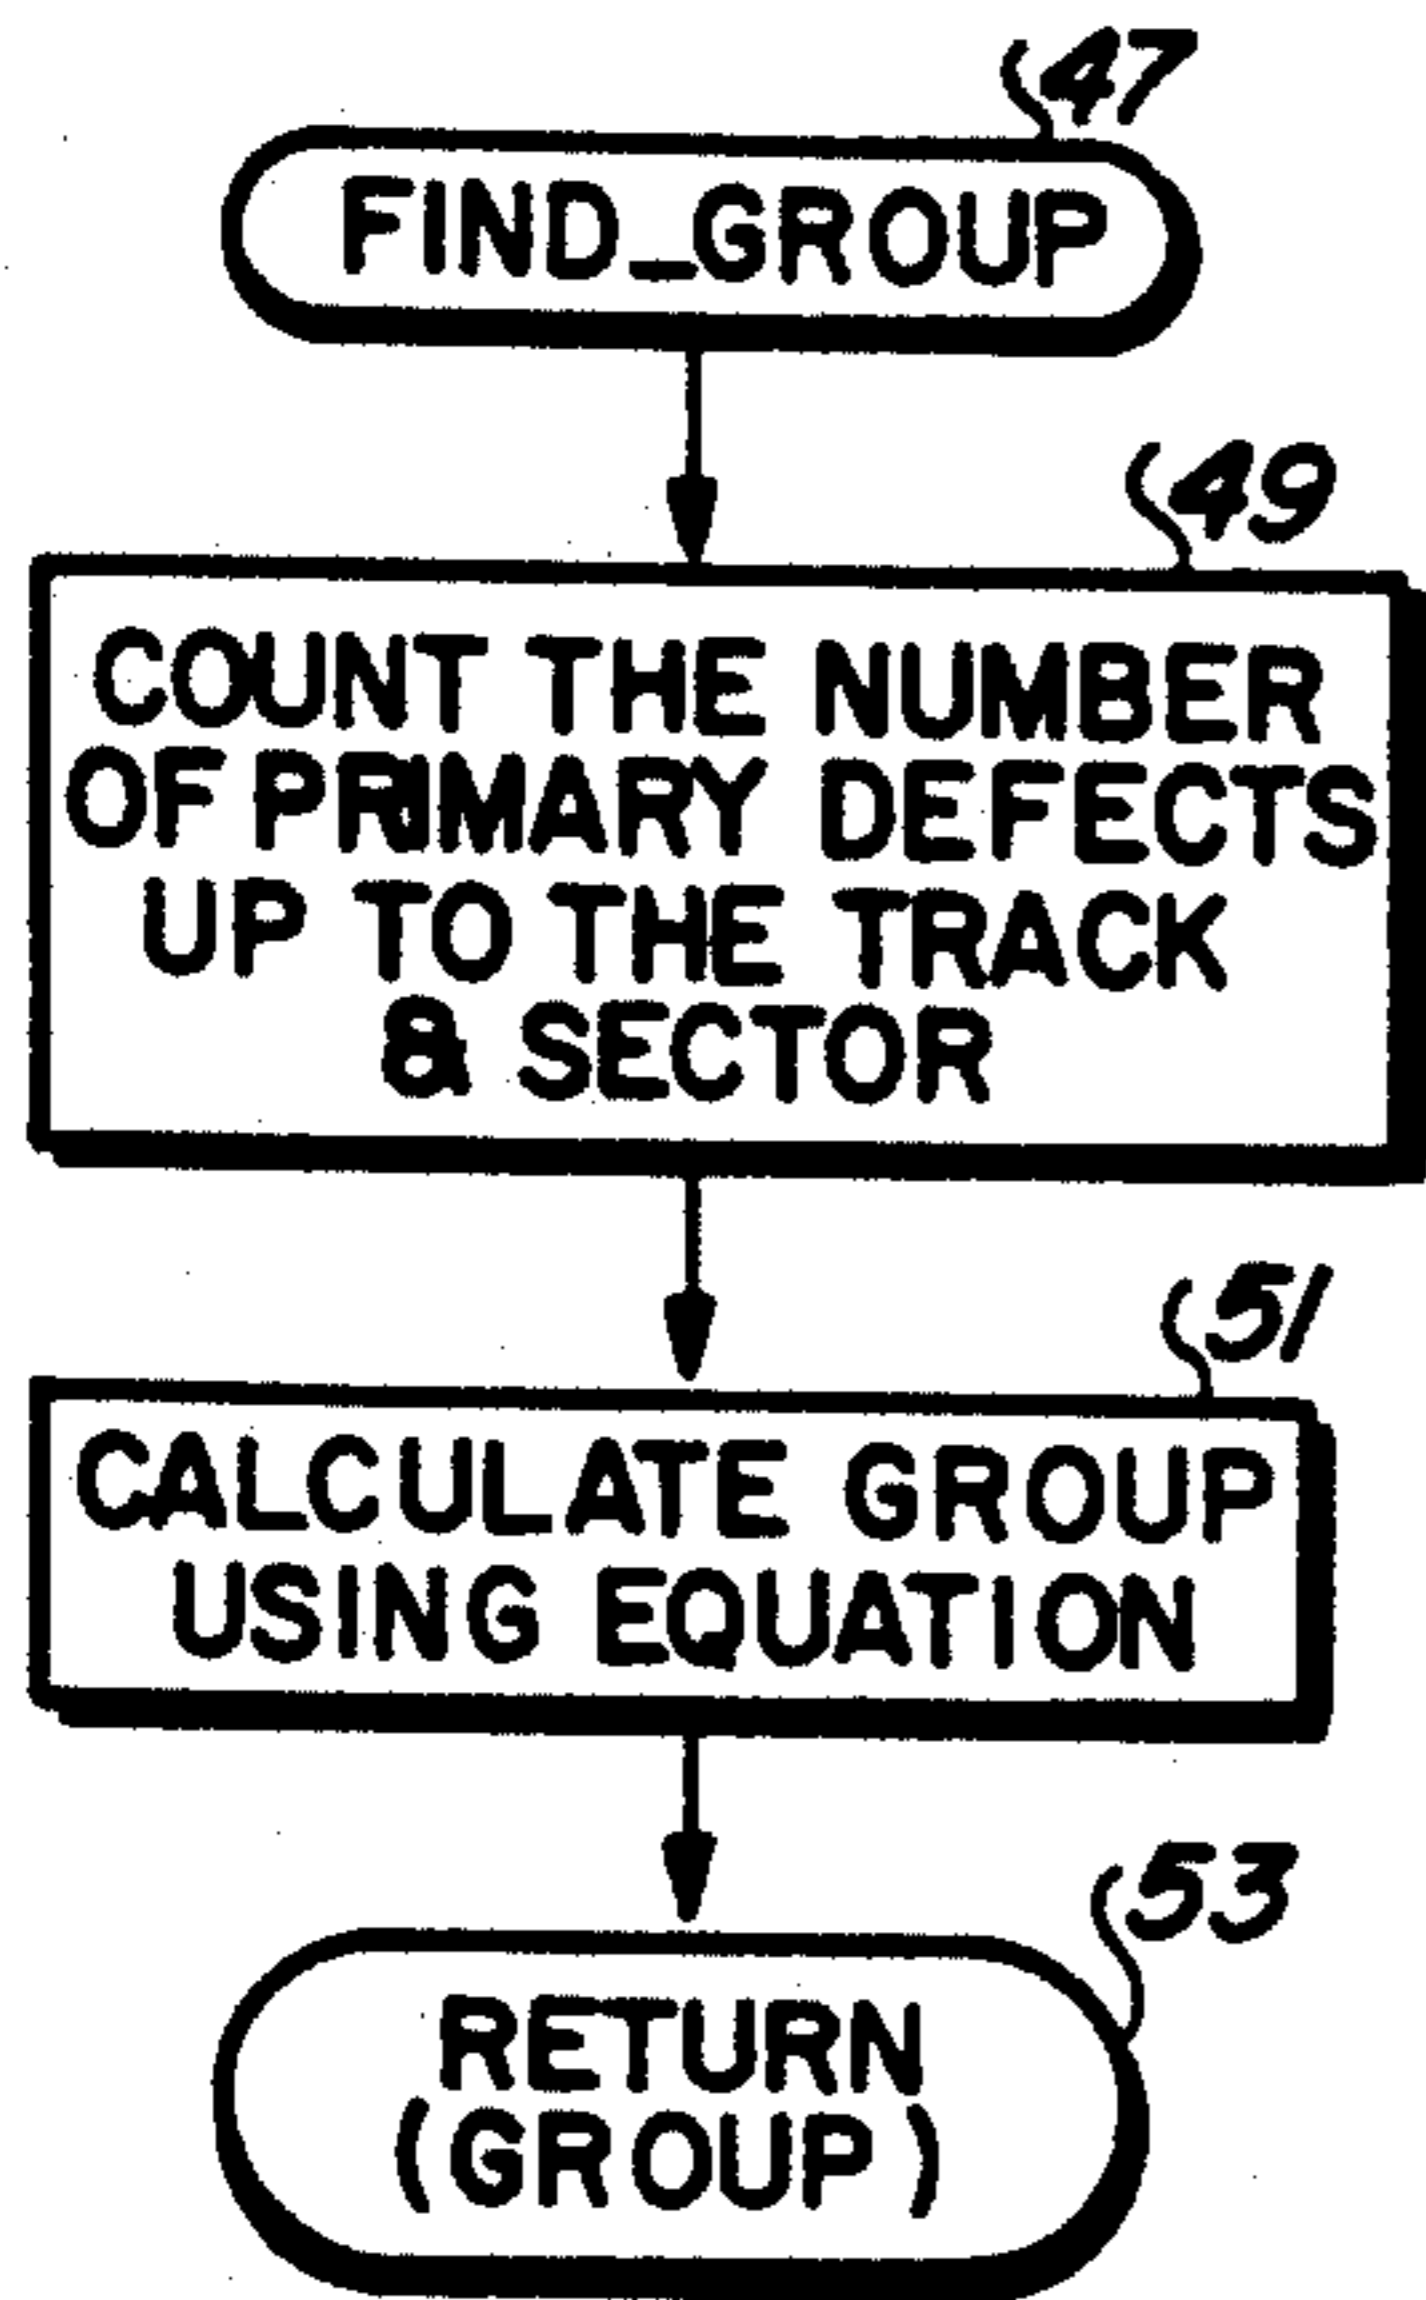 47
FIND_GROUP
49
COUNT THE NUMBER
OF PRIMARY DEFECTS
UP TO THE TRACK
& SECTOR
51
CALCULATE GROUP
USING EQUATION
53
RETURN
(GROUP)